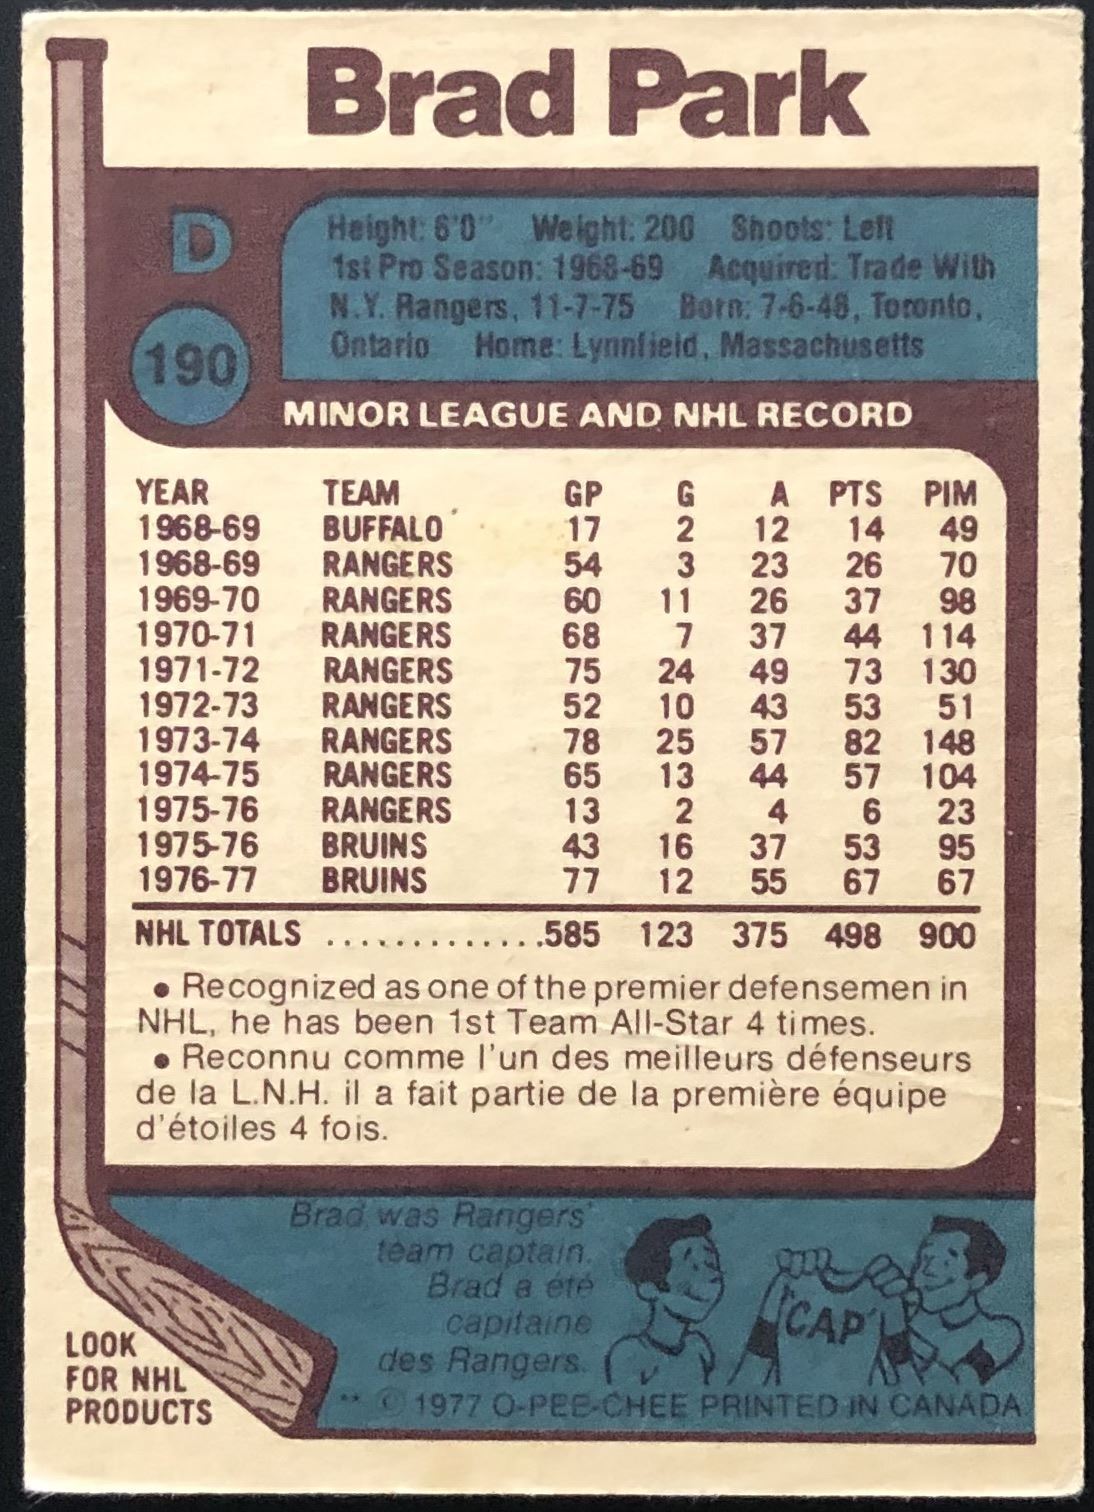 Brad Park
D
190
Height: 6'0" Weight: 200 Shoots: Left
1st Pro Season: 1968-69 Acquired: Trade With
N.Y. Rangers, 11-7-75 Born: 7-6-48, Toronto,
Ontario Home: Lynnfield, Massachusetts
MINOR LEAGUE AND NHL RECORD
YEAR TEAM GP G A PTS PIM
1968-69 BUFFALO 17 2 12 14 49
1968-69 RANGERS 54 3 23 26 70
1969-70 RANGERS 60 11 26 37 98
1970-71 RANGERS 68 7 37 44 114
1971-72 RANGERS 75 24 49 73 130
1972-73 RANGERS 52 10 43 53 51
1973-74 RANGERS 78 25 57 82 148
1974-75 RANGERS 65 13 44 57 104
1975-76 RANGERS 13 2 4 6 23
1975-76 BRUINS 43 16 37 53 95
1976-77 BRUINS 77 12 55 67 67
NHL TOTALS ..............585 123 375 498 900
• Recognized as one of the premier defensemen in
NHL, he has been 1st Team All-Star 4 times.
• Reconnu comme l'un des meilleurs défenseurs
de la L.N.H. il a fait partie de la première équipe
d'étoiles 4 fois.
Brad was Rangers'
team captain.
Brad a été
capitaine
des Rangers.
"CAP"
** © 1977 O-PEE-CHEE PRINTED IN CANADA
LOOK
FOR NHL
PRODUCTS